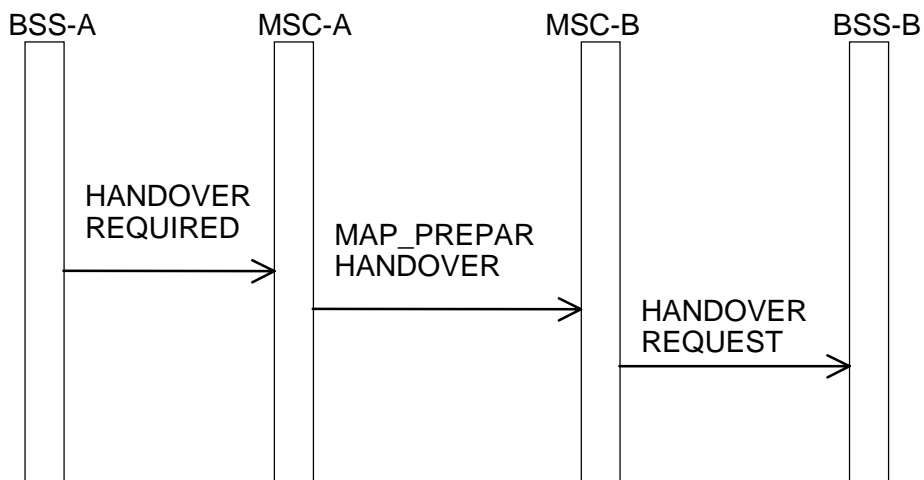 BSS-A
MSC-A
MSC-B
BSS-B
HANDOVER
REQUIRED
MAP_PREPAR
HANDOVER
HANDOVER
REQUEST